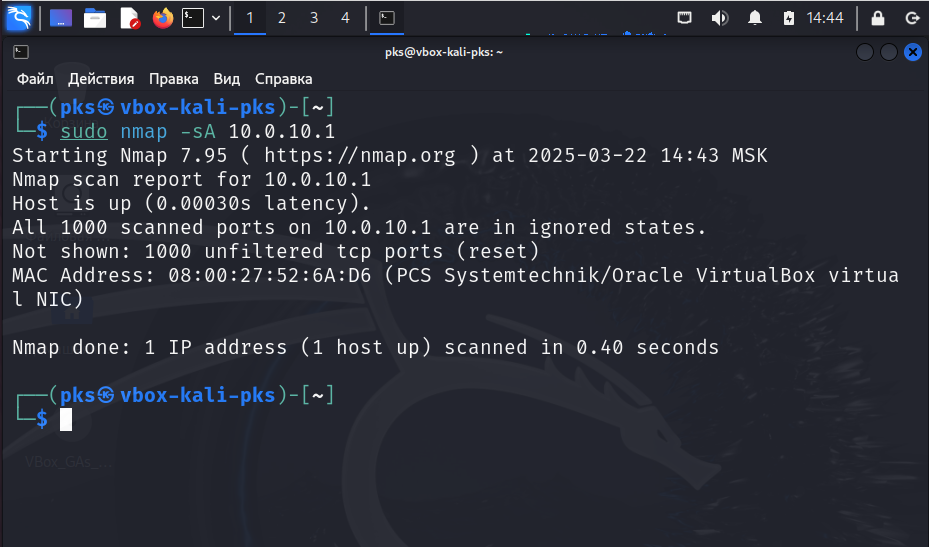 1 2 3 4 14:44
pks@vbox-kali-pks: ~
Файл Действия Правка Вид Справка
┌──(pks㉿vbox-kali-pks)-[~]
└─$ sudo nmap -sA 10.0.10.1
Starting Nmap 7.95 ( https://nmap.org ) at 2025-03-22 14:43 MSK
Nmap scan report for 10.0.10.1
Host is up (0.00030s latency).
All 1000 scanned ports on 10.0.10.1 are in ignored states.
Not shown: 1000 unfiltered tcp ports (reset)
MAC Address: 08:00:27:52:6A:D6 (PCS Systemtechnik/Oracle VirtualBox virtua
l NIC)
Nmap done: 1 IP address (1 host up) scanned in 0.40 seconds
┌──(pks㉿vbox-kali-pks)-[~]
└─$
VBox_GAs_...